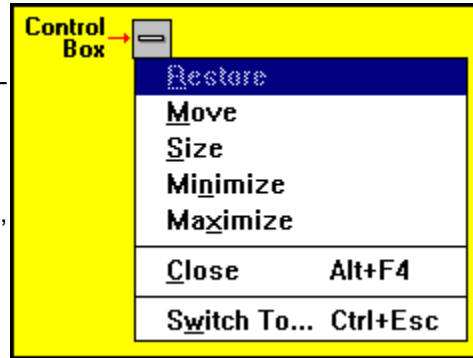 Control
Box
Restore
Move
Size
Minimize
Maximize
Close Alt+F4
Switch To... Ctrl+Esc